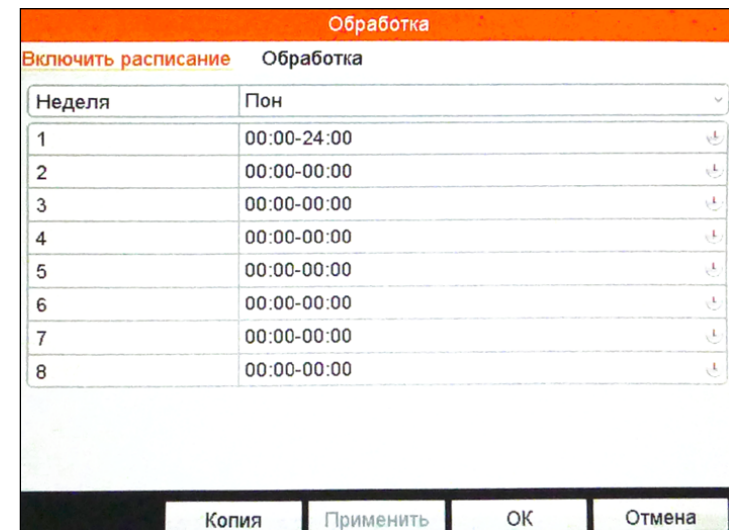 Обработка
Включить расписание Обработка
Неделя Пон
1 00:00-24:00
2 00:00-00:00
3 00:00-00:00
4 00:00-00:00
5 00:00-00:00
6 00:00-00:00
7 00:00-00:00
8 00:00-00:00
Копия Применить ОК Отмена